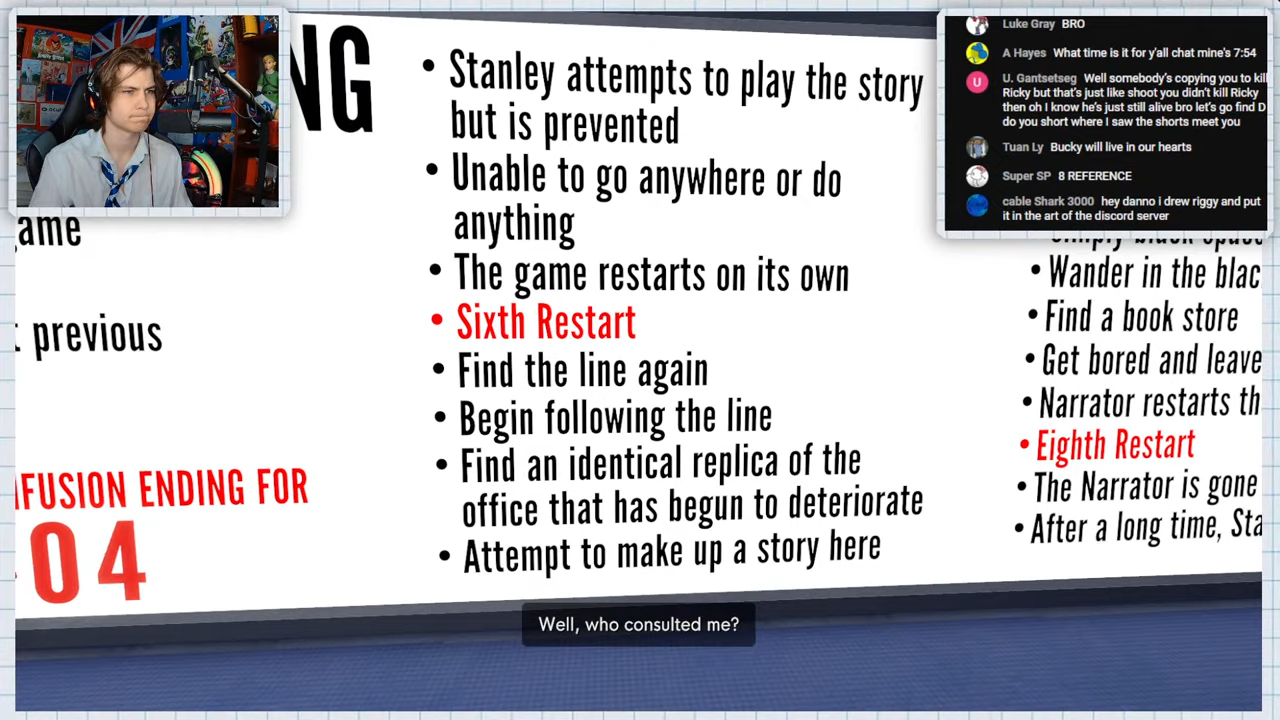 NG
ame
t previous
FUSION ENDING FOR
04
• Stanley attempts to play the story
but is prevented
• Unable to go anywhere or do
anything
• The game restarts on its own
• Sixth Restart
• Find the line again
• Begin following the line
• Find an identical replica of the
office that has begun to deteriorate
• Attempt to make up a story here
• Wander in the blac
• Find a book store
• Get bored and leave
• Narrator restarts th
• Eighth Restart
• The Narrator is gone
• After a long time, Sta
Luke Gray BRO
A Hayes What time is it for y'all chat mine's 7:54
U. Gantsetseg Well somebody's copying you to kill
Ricky but that's just like shoot you didn't kill Ricky
then oh I know he's just still alive bro let's go find D
do you short where I saw the shorts meet you
Tuan Ly Bucky will live in our hearts
Super SP 8 REFERENCE
cable Shark 3000 hey danno i drew riggy and put
it in the art of the discord server
Well, who consulted me?